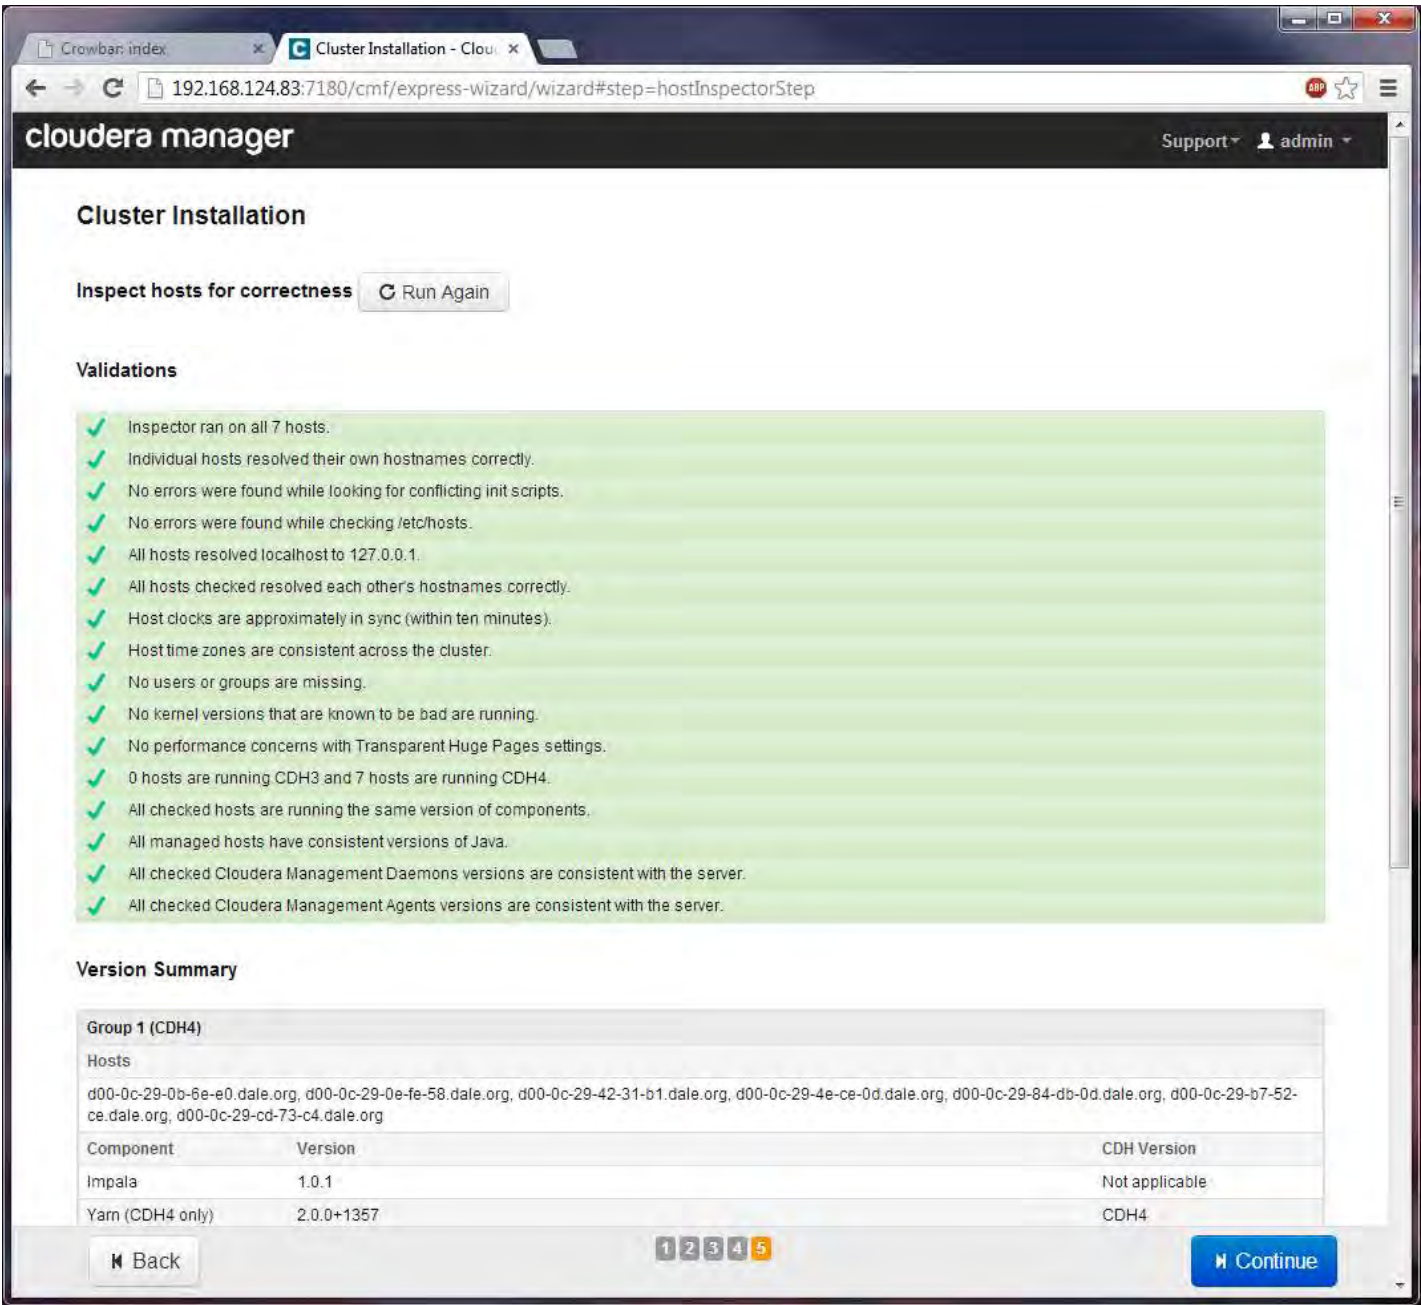 Crowbar: index
Cluster Installation - Clou
192.168.124.83:7180/cmf/express-wizard/wizard#step=hostInspectorStep
ABP
cloudera manager
Support
admin
Cluster Installation
Inspect hosts for correctness
Run Again
Validations
Inspector ran on all 7 hosts.
Individual hosts resolved their own hostnames correctly.
No errors were found while looking for conflicting init scripts.
No errors were found while checking /etc/hosts.
All hosts resolved localhost to 127.0.0.1.
All hosts checked resolved each other's hostnames correctly.
Host clocks are approximately in sync (within ten minutes).
Host time zones are consistent across the cluster.
No users or groups are missing.
No kernel versions that are known to be bad are running.
No performance concerns with Transparent Huge Pages settings.
0 hosts are running CDH3 and 7 hosts are running CDH4.
All checked hosts are running the same version of components.
All managed hosts have consistent versions of Java.
All checked Cloudera Management Daemons versions are consistent with the server.
All checked Cloudera Management Agents versions are consistent with the server.
Version Summary
Group 1 (CDH4)
Hosts
d00-0c-29-0b-6e-e0.dale.org, d00-0c-29-0e-fe-58.dale.org, d00-0c-29-42-31-b1.dale.org, d00-0c-29-4e-ce-0d.dale.org, d00-0c-29-84-db-0d.dale.org, d00-0c-29-b7-52-
ce.dale.org, d00-0c-29-cd-73-c4.dale.org
Component Version CDH Version
Impala 1.0.1 Not applicable
Yarn (CDH4 only) 2.0.0+1357 CDH4
Back
1 2 3 4 5
Continue